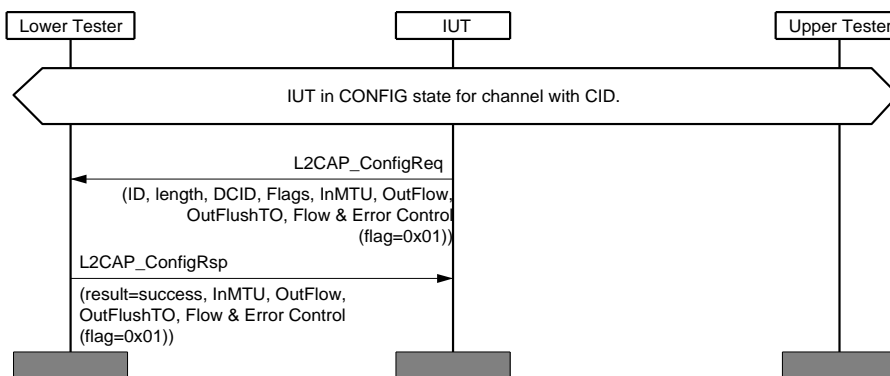 Lower Tester
IUT
Upper Tester
IUT in CONFIG state for channel with CID.
L2CAP_ConfigReq
(ID, length, DCID, Flags, InMTU, OutFlow,
OutFlushTO, Flow & Error Control
(flag=0x01))
L2CAP_ConfigRsp
(result=success, InMTU, OutFlow,
OutFlushTO, Flow & Error Control
(flag=0x01))